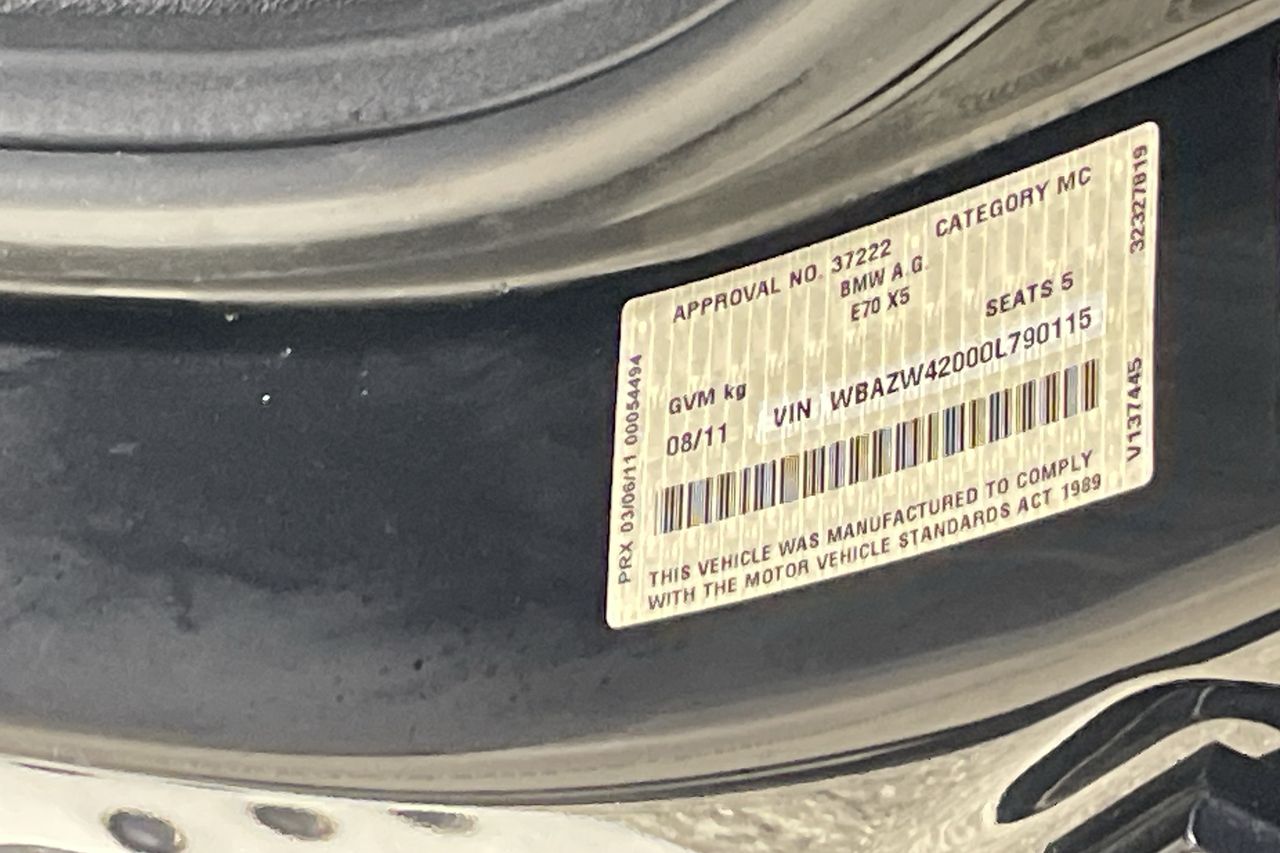 APPROVAL NO. 37222 CATEGORY MC
BMW A.G.
E70 X5
SEATS 5
GVM kg
08/11 VIN WBAZW42000L790115
THIS VEHICLE WAS MANUFACTURED TO COMPLY
WITH THE MOTOR VEHICLE STANDARDS ACT 1989
PRX 03/06/11 00054494
32327819
V137445